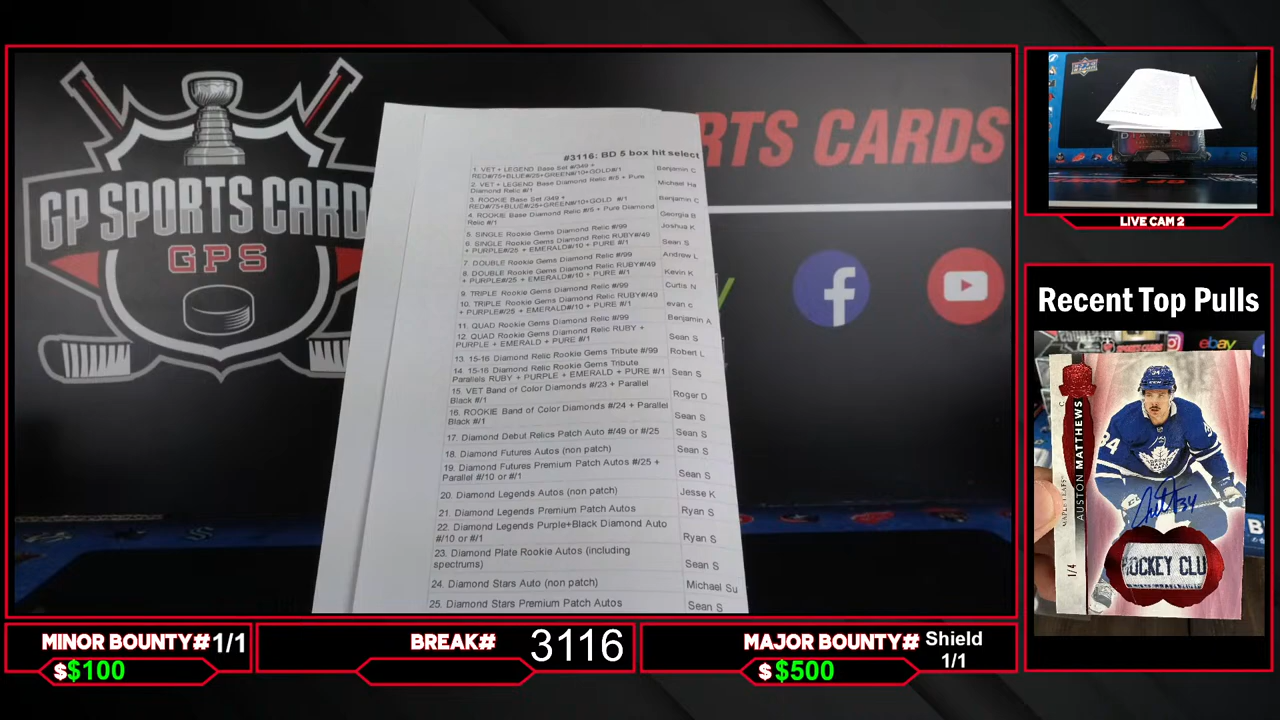 GP SPORTS CARD
GPS
RTS CARDS
#3116: BD 5 box hit select
1. VET + LEGEND Base Set #/349 +
RED#/75+BLUE#/25+GREEN#/10+GOLD#/1
Benjamin C
2. VET + LEGEND Base Diamond Relic #/5 + Pure
Diamond Relic #/1
Michael Ha
3. ROOKIE Base Set /349 +
RED#/75+BLUE#/25+GREEN#/10+GOLD #/1
Benjamin C
4. ROOKIE Base Diamond Relic #/5 + Pure Diamond
Relic #/1
Georgia B
5. SINGLE Rookie Gems Diamond Relic #/99
Joshua K
6. SINGLE Rookie Gems Diamond Relic RUBY#/49
+ PURPLE#/25 + EMERALD#/10 + PURE #/1
Sean S
7. DOUBLE Rookie Gems Diamond Relic #/99
Andrew L
8. DOUBLE Rookie Gems Diamond Relic RUBY#/49
+ PURPLE#/25 + EMERALD#/10 + PURE #/1
Kevin K
9. TRIPLE Rookie Gems Diamond Relic #/99
Curtis N
10. TRIPLE Rookie Gems Diamond Relic RUBY#/49
+ PURPLE#/25 + EMERALD#/10 + PURE #/1
evan c
11. QUAD Rookie Gems Diamond Relic #/99
Benjamin A
12. QUAD Rookie Gems Diamond Relic RUBY +
PURPLE + EMERALD + PURE #/1
Sean S
13. 15-16 Diamond Relic Rookie Gems Tribute #/99
Robert L
14. 15-16 Diamond Relic Rookie Gems Tribute
Parallels RUBY + PURPLE + EMERALD + PURE #/1
Sean S
15. VET Band of Color Diamonds #/23 + Parallel
Black #/1
Roger D
16. ROOKIE Band of Color Diamonds #/24 + Parallel
Black #/1
Sean S
17. Diamond Debut Relics Patch Auto #/49 or #/25
Sean S
18. Diamond Futures Autos (non patch)
Sean S
19. Diamond Futures Premium Patch Autos #/25 +
Parallel #/10 or #/1
Sean S
20. Diamond Legends Autos (non patch)
Jesse K
21. Diamond Legends Premium Patch Autos
Ryan S
22. Diamond Legends Purple+Black Diamond Auto
#/10 or #/1
Ryan S
23. Diamond Plate Rookie Autos (including
spectrums)
Sean S
24. Diamond Stars Auto (non patch)
Michael Su
25. Diamond Stars Premium Patch Autos
Sean S
LIVE CAM 2
Recent Top Pulls
ebay
AUSTON MATTHEWS
MAPLE LEAFS
34
HOCKEY CLU
1/4
MINOR BOUNTY# 1/1
$$100
BREAK# 3116
MAJOR BOUNTY# Shield
1/1
$ $500